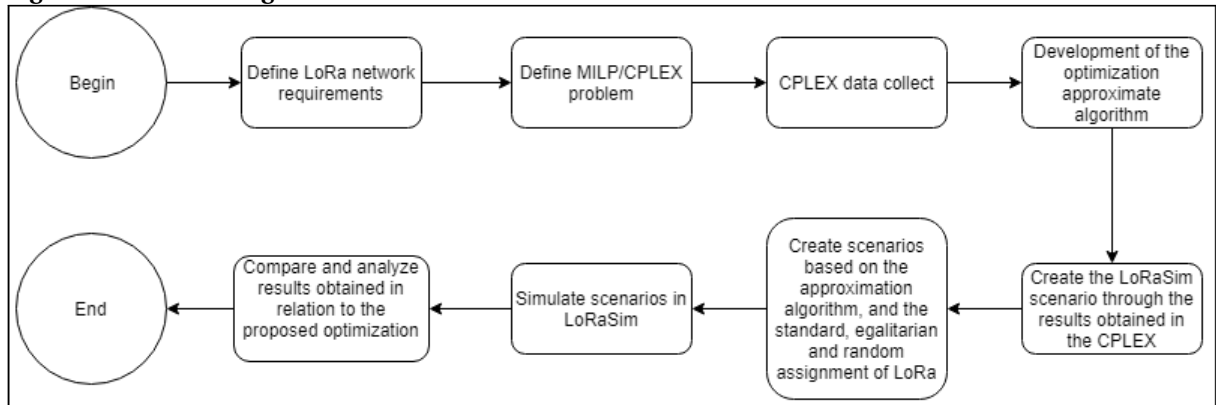 Begin
Define LoRa network
requirements
Define MILP/CPLEX
problem
CPLEX data collect
Development of the
optimization
approximate
algorithm
Create the LoRaSim
scenario through the
results obtained in
the CPLEX
Create scenarios
based on the
approximation
algorithm, and the
standard, egalitarian
and random
assignment of LoRa
Simulate scenarios in
LoRaSim
Compare and analyze
results obtained in
relation to the
proposed optimization
End